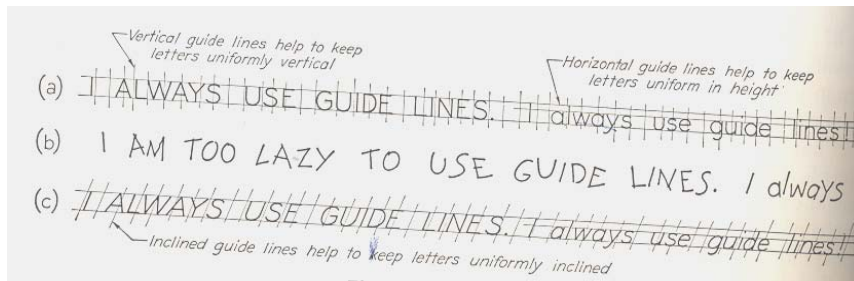 Vertical guide lines help to keep
letters uniformly vertical
Horizontal guide lines help to keep
letters uniform in height
(a) I ALWAYS USE GUIDE LINES. I always use guide lines!
(b) I AM TOO LAZY TO USE GUIDE LINES. I always
(c) I ALWAYS USE GUIDE LINES. I always use guide lines!
Inclined guide lines help to keep letters uniformly inclined